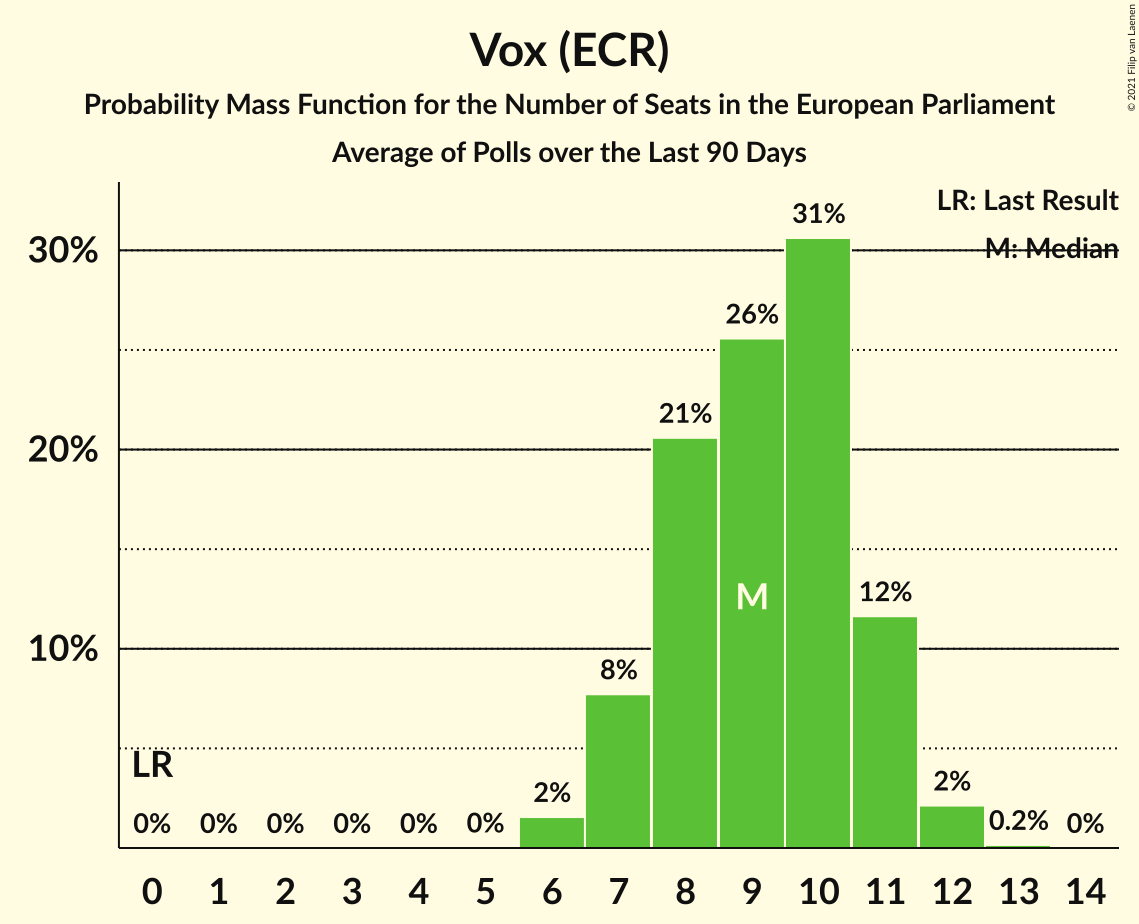 Vox (ECR)
Probability Mass Function for the Number of Seats in the European Parliament
Average of Polls over the Last 90 Days
© 2021 Filip van Laenen
LR: Last Result
M: Median
30%
20%
10%
31%
26%
21%
12%
8%
2%
2%
0.2%
0%
M
LR
0%
0%
0%
0%
0%
0%
0 1 2 3 4 5 6 7 8 9 10 11 12 13 14